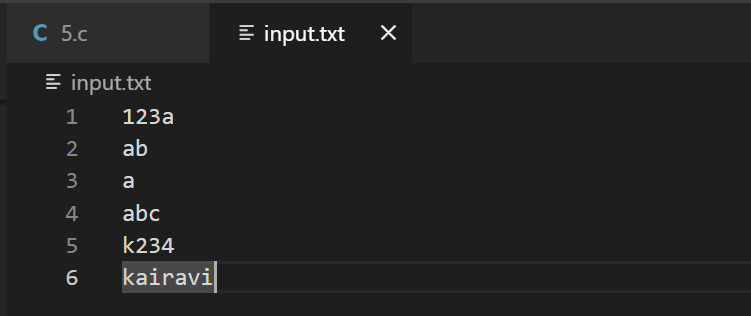 C 5.c input.txt
input.txt
1 123a
2 ab
3 a
4 abc
5 k234
6 kairavi